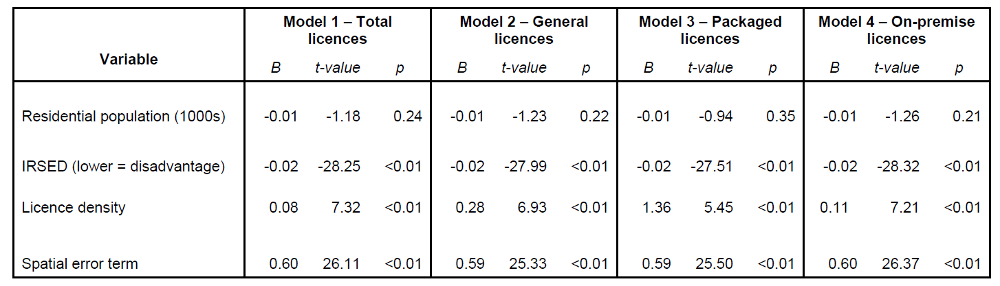 Variable
Model 1 – Total licences
Model 2 – General licences
Model 3 – Packaged licences
Model 4 – On-premise licences
B t-value p B t-value p B t-value p B t-value p
Residential population (1000s) -0.01 -1.18 0.24 -0.01 -1.23 0.22 -0.01 -0.94 0.35 -0.01 -1.26 0.21
IRSED (lower = disadvantage) -0.02 -28.25 <0.01 -0.02 -27.99 <0.01 -0.02 -27.51 <0.01 -0.02 -28.32 <0.01
Licence density 0.08 7.32 <0.01 0.28 6.93 <0.01 1.36 5.45 <0.01 0.11 7.21 <0.01
Spatial error term 0.60 26.11 <0.01 0.59 25.33 <0.01 0.59 25.50 <0.01 0.60 26.37 <0.01